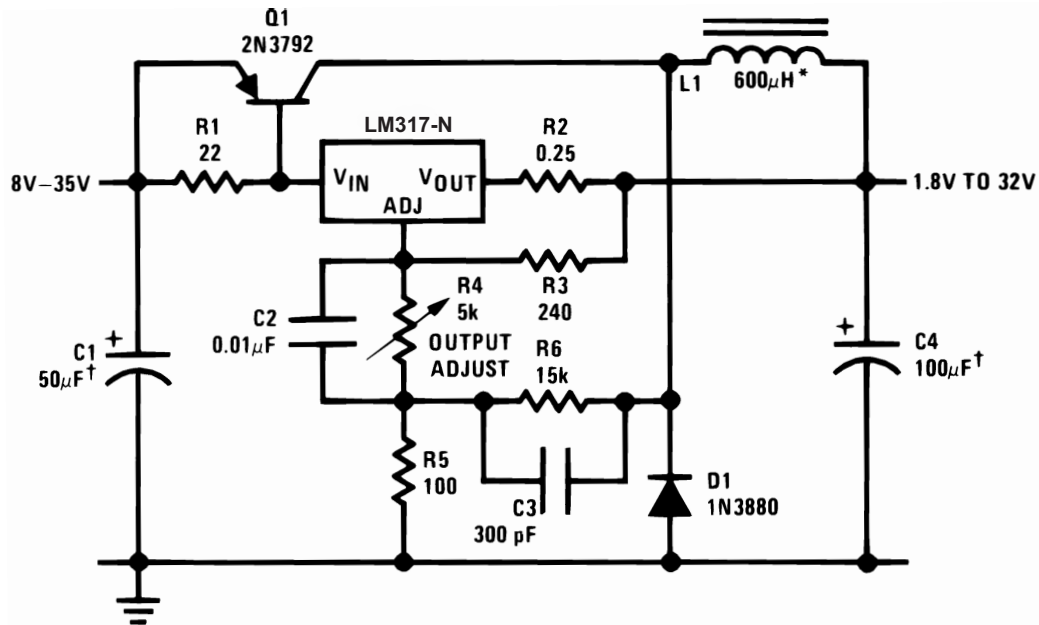 Q1
2N3792
L1
600μH*
R1
22
LM317-N
R2
0.25
8V–35V
VIN
VOUT
ADJ
1.8V TO 32V
R3
240
R4
5k
OUTPUT
ADJUST
C2
0.01μF
C1
50μF†
+
R6
15k
+
C4
100μF†
R5
100
C3
300 pF
D1
1N3880